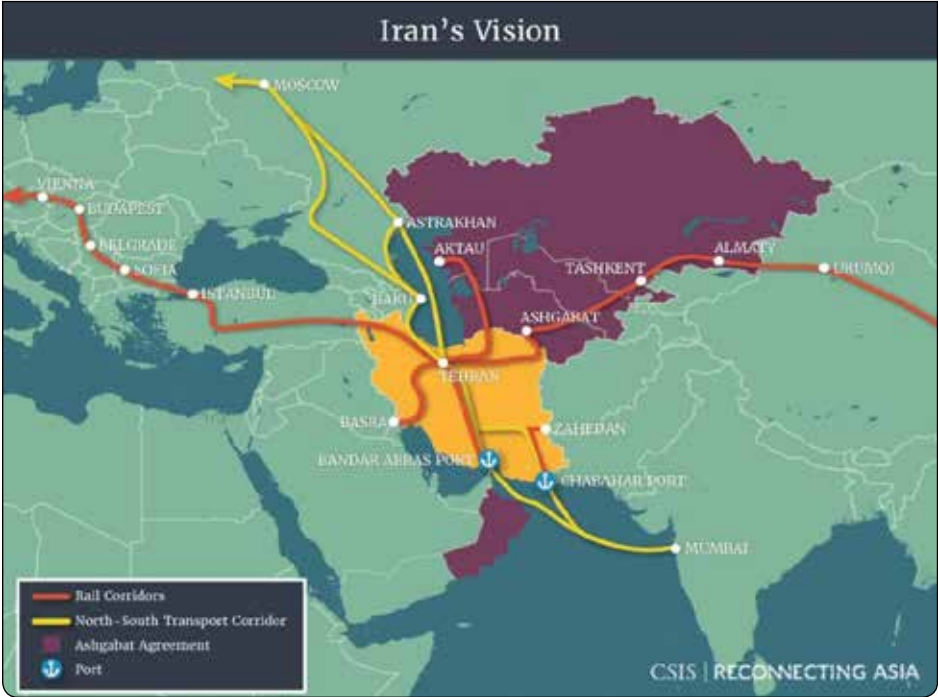 Iran's Vision
MOSCOW
VIENNA
BUDAPEST
BELGRADE
SOFIA
ISTANBUL
ASTRAKHAN
AKTAU
BAKU
TASHKENT
ALMATY
URUMQI
ASHGABAT
TEHRAN
BASRA
ZAHEDAN
BANDAR ABBAS PORT
CHABAHAR PORT
MUMBAI
Rail Corridors
North-South Transport Corridor
Ashgabat Agreement
Port
CSIS | RECONNECTING ASIA